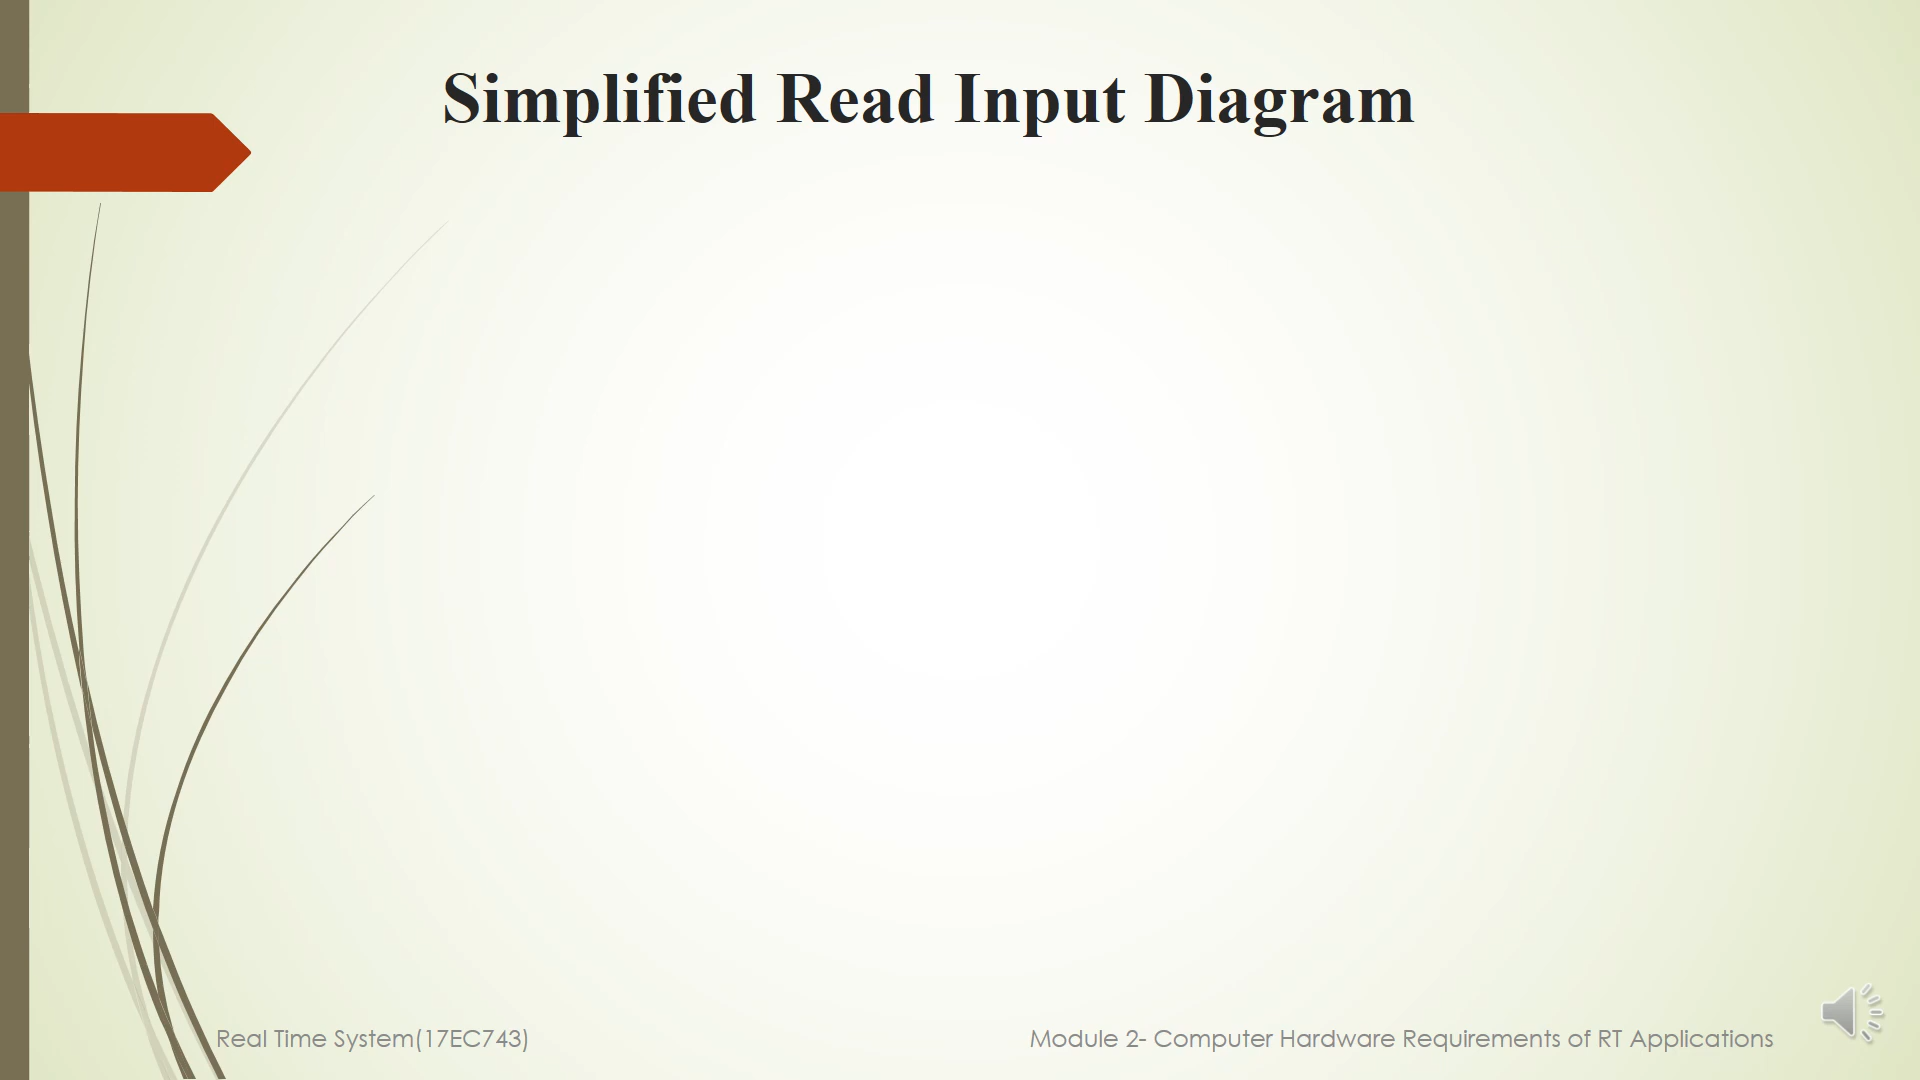 Simplified Read Input Diagram
Real Time System(17EC743)
Module 2- Computer Hardware Requirements of RT Applications